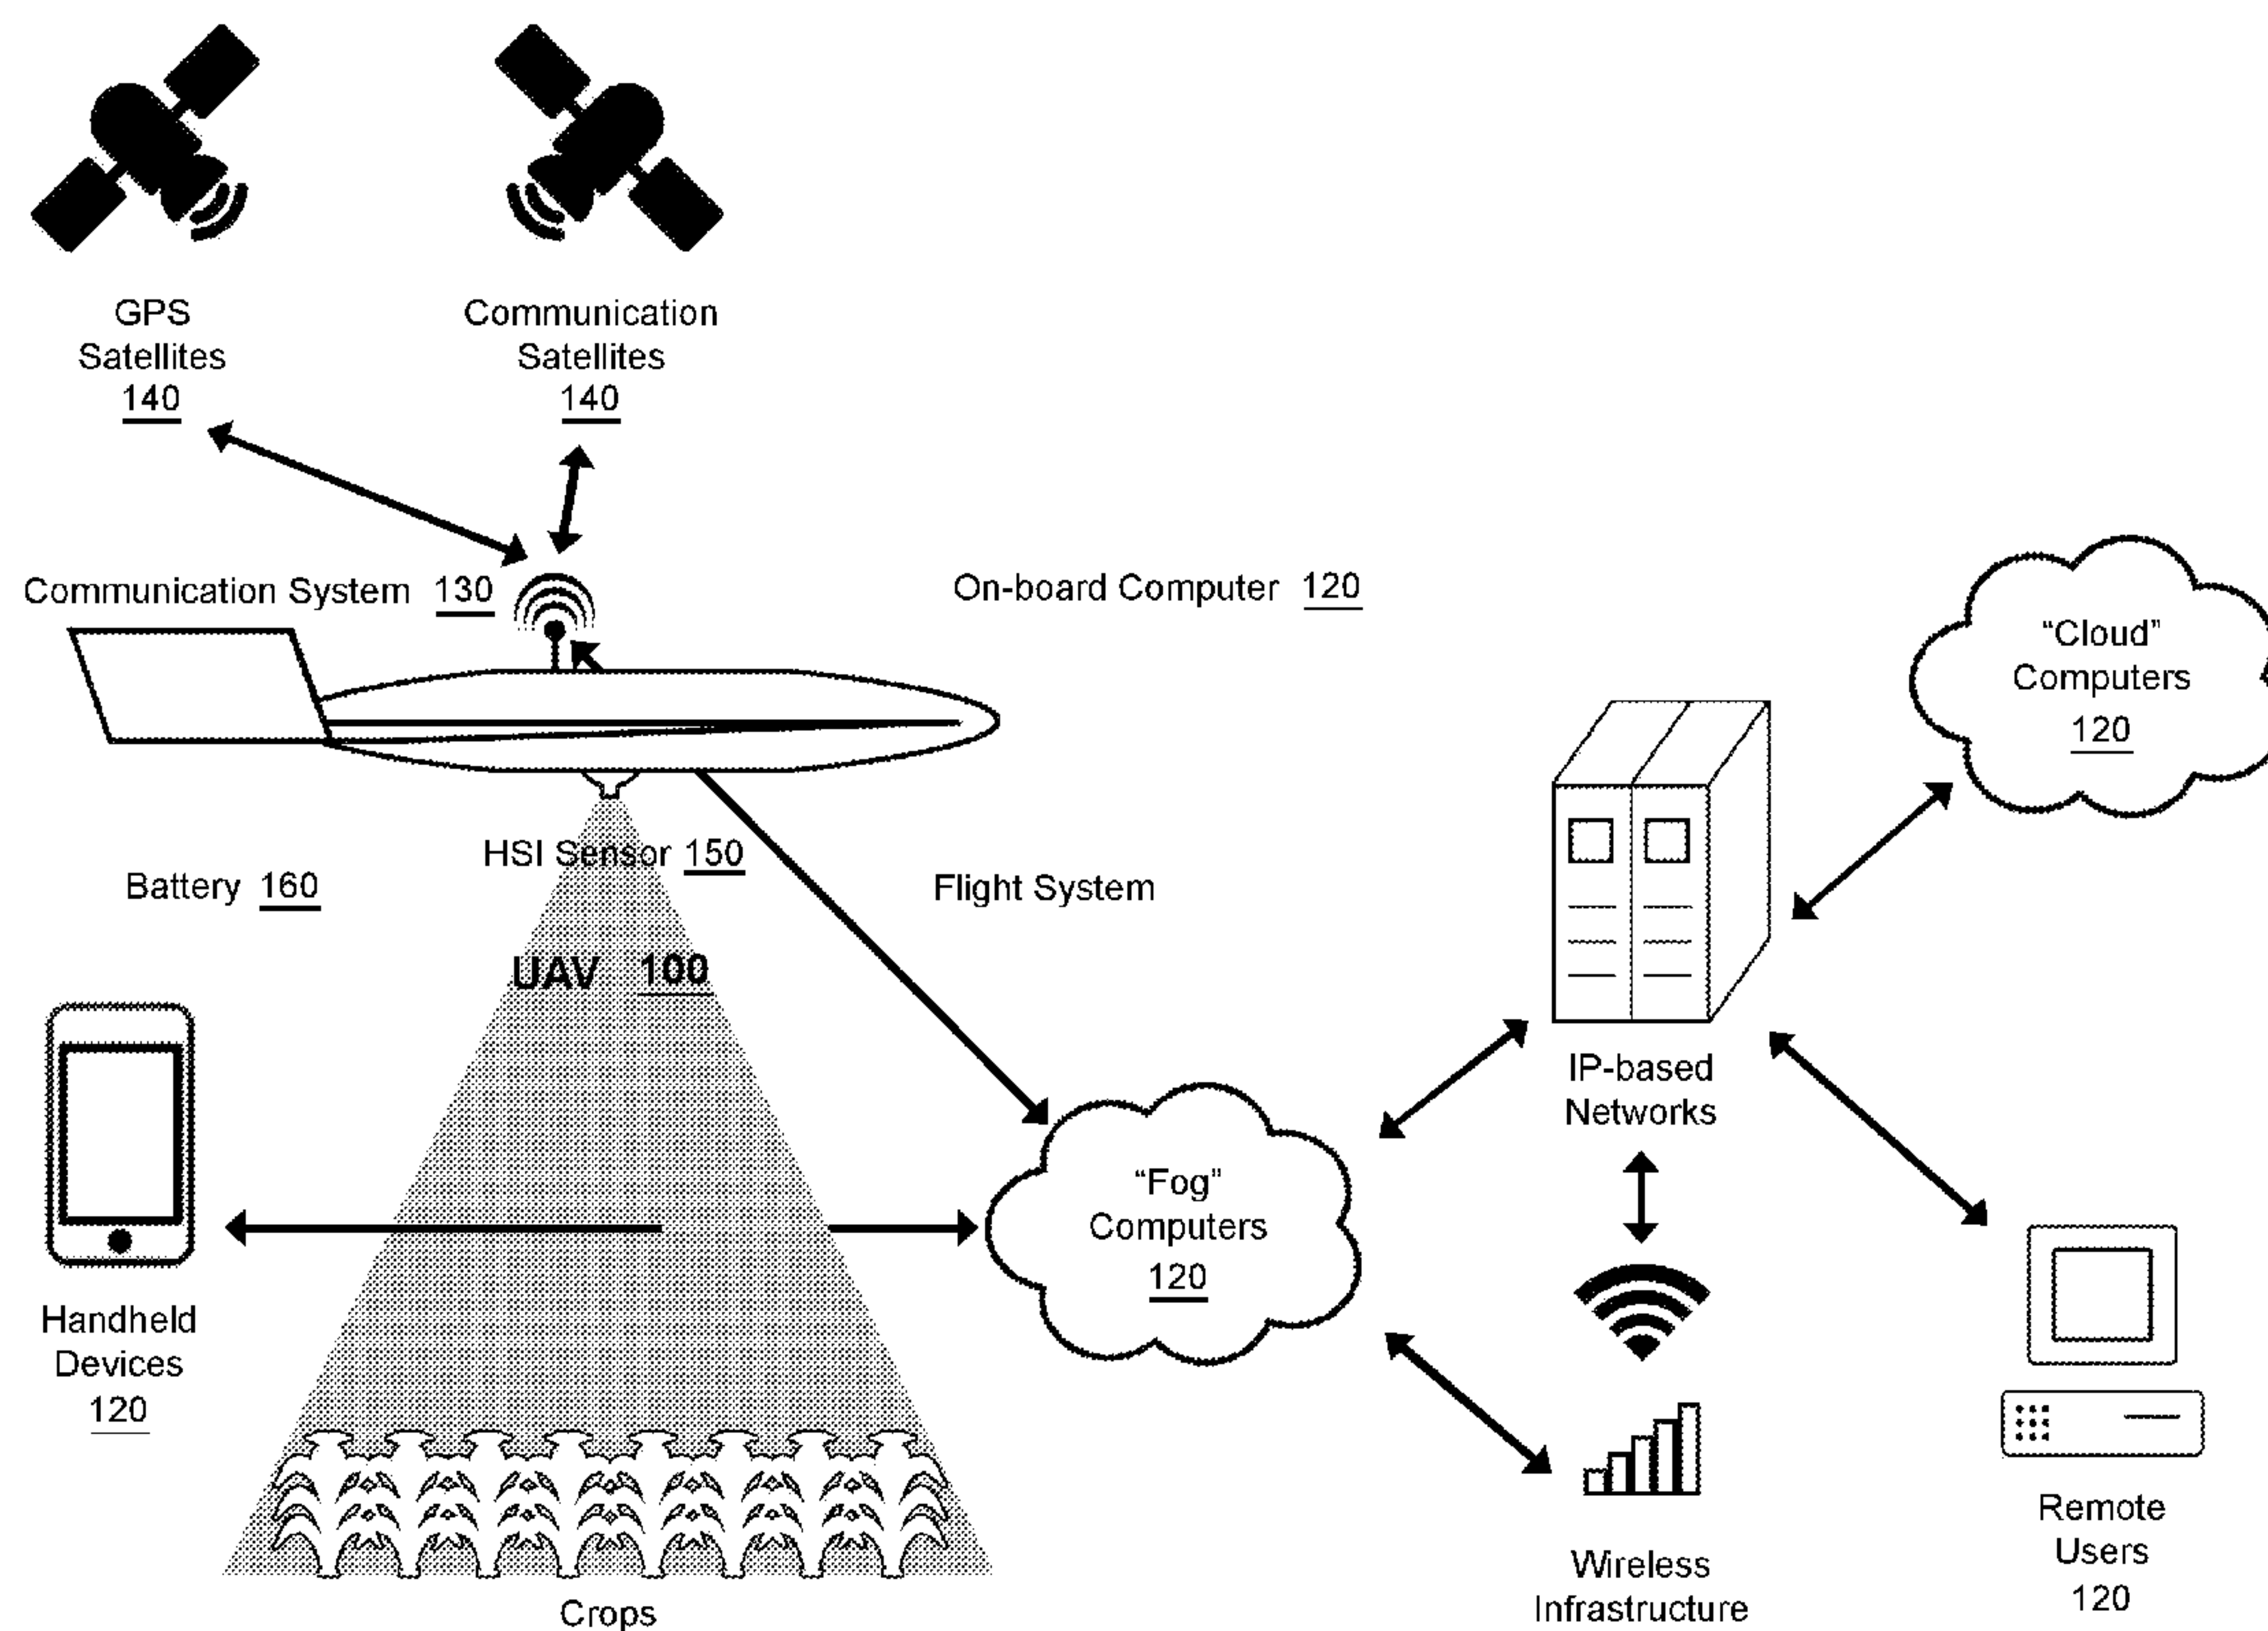 GPS
Satellites
140
Communication
Satellites
140
Communication System 130
On-board Computer 120
"Cloud"
Computers
120
HSI Sensor 150
Battery 160
Flight System
UAV 100
IP-based
Networks
"Fog"
Computers
120
Handheld
Devices
120
Remote
Users
120
Wireless
Infrastructure
Crops